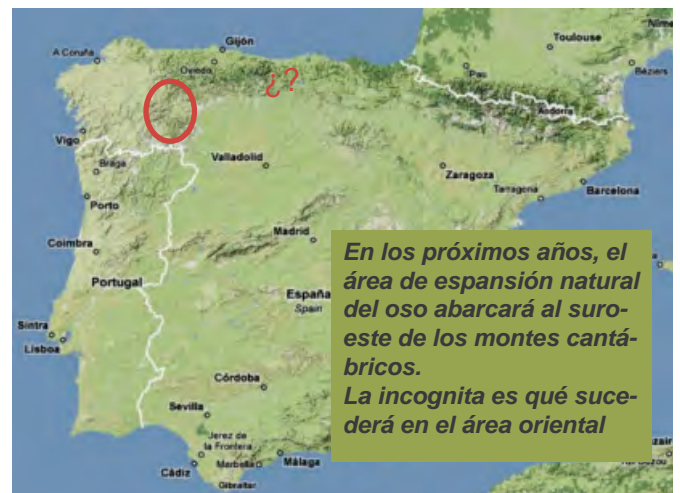 Nîme
Toulouse
Gijón
A Coruña
Oviedo
¿?
Pau
Béziers
Andorra
Vigo
Braga
Valladolid
Zaragoza
Tarragona
Barcelona
Porto
Madrid
Coimbra
En los próximos años, el
área de espansión natural
del oso abarcará al suro-
este de los montes cantá-
bricos.
La incognita es qué suce-
derá en el área oriental
Portugal
España
Spain
Sintra
Lisboa
Córdoba
Sevilla
Jerez de
la Frontera
Cádiz
Marbella
Málaga
Gibraltar